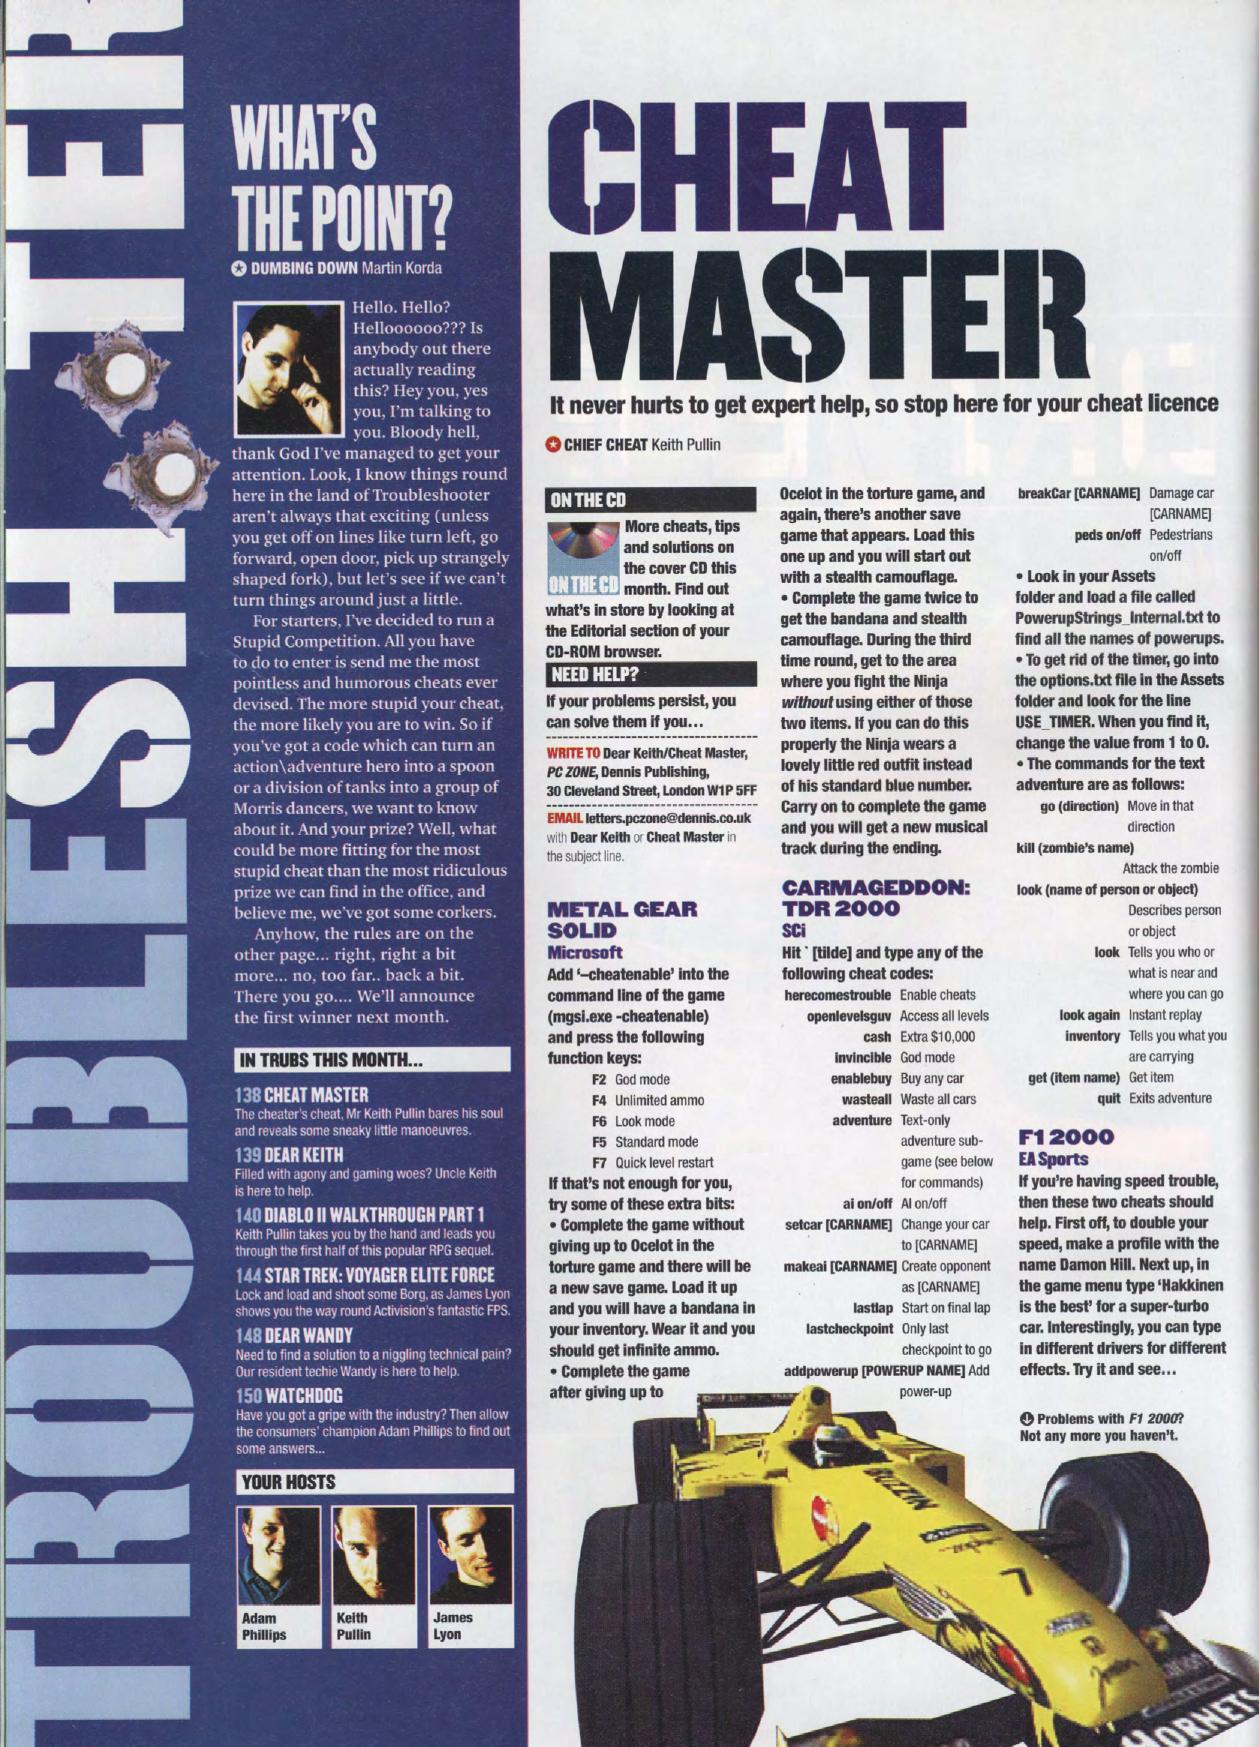 TROUBLESHOOTER
WHAT'S
THE POINT?
DUMBING DOWN Martin Korda
Hello. Hello?
Helloooooo??? Is
anybody out there
actually reading
this? Hey you, yes
you, I'm talking to
you. Bloody hell,
thank God I've managed to get your
attention. Look, I know things round
here in the land of Troubleshooter
aren't always that exciting (unless
you get off on lines like turn left, go
forward, open door, pick up strangely
shaped fork), but let's see if we can't
turn things around just a little.
For starters, I've decided to run a
Stupid Competition. All you have
to do to enter is send me the most
pointless and humorous cheats ever
devised. The more stupid your cheat,
the more likely you are to win. So if
you've got a code which can turn an
action\adventure hero into a spoon
or a division of tanks into a group of
Morris dancers, we want to know
about it. And your prize? Well, what
could be more fitting for the most
stupid cheat than the most ridiculous
prize we can find in the office, and
believe me, we've got some corkers.
Anyhow, the rules are on the
other page... right, right a bit
more... no, too far.. back a bit.
There you go.... We'll announce
the first winner next month.
IN TRUBS THIS MONTH...
138 CHEAT MASTER
The cheater's cheat, Mr Keith Pullin bares his soul
and reveals some sneaky little manoeuvres.
139 DEAR KEITH
Filled with agony and gaming woes? Uncle Keith
is here to help.
140 DIABLO II WALKTHROUGH PART 1
Keith Pullin takes you by the hand and leads you
through the first half of this popular RPG sequel.
144 STAR TREK: VOYAGER ELITE FORCE
Lock and load and shoot some Borg, as James Lyon
shows you the way round Activision's fantastic FPS.
148 DEAR WANDY
Need to find a solution to a niggling technical pain?
Our resident techie Wandy is here to help.
150 WATCHDOG
Have you got a gripe with the industry? Then allow
the consumers' champion Adam Phillips to find out
some answers...
YOUR HOSTS
Adam
Phillips
Keith
Pullin
James
Lyon
CHEAT
MASTER
It never hurts to get expert help, so stop here for your cheat licence
CHIEF CHEAT Keith Pullin
ON THE CD
ON THE CD
More cheats, tips
and solutions on
the cover CD this
month. Find out
what's in store by looking at
the Editorial section of your
CD-ROM browser.
NEED HELP?
If your problems persist, you
can solve them if you...
WRITE TO Dear Keith/Cheat Master,
PC ZONE, Dennis Publishing,
30 Cleveland Street, London W1P 5FF
EMAIL letters.pczone@dennis.co.uk
with Dear Keith or Cheat Master in
the subject line.
METAL GEAR
SOLID
Microsoft
Add '–cheatenable' into the
command line of the game
(mgsi.exe -cheatenable)
and press the following
function keys:
F2 God mode
F4 Unlimited ammo
F6 Look mode
F5 Standard mode
F7 Quick level restart
If that's not enough for you,
try some of these extra bits:
• Complete the game without
giving up to Ocelot in the
torture game and there will be
a new save game. Load it up
and you will have a bandana in
your inventory. Wear it and you
should get infinite ammo.
• Complete the game
after giving up to
Ocelot in the torture game, and
again, there's another save
game that appears. Load this
one up and you will start out
with a stealth camouflage.
• Complete the game twice to
get the bandana and stealth
camouflage. During the third
time round, get to the area
where you fight the Ninja
without using either of those
two items. If you can do this
properly the Ninja wears a
lovely little red outfit instead
of his standard blue number.
Carry on to complete the game
and you will get a new musical
track during the ending.
CARMAGEDDON:
TDR 2000
SCi
Hit ` [tilde] and type any of the
following cheat codes:
herecomestrouble Enable cheats
openlevelsguv Access all levels
cash Extra $10,000
invincible God mode
enablebuy Buy any car
wasteall Waste all cars
adventure Text-only
adventure sub-
game (see below
for commands)
ai on/off AI on/off
setcar [CARNAME] Change your car
to [CARNAME]
makeai [CARNAME] Create opponent
as [CARNAME]
lastlap Start on final lap
lastcheckpoint Only last
checkpoint to go
addpowerup [POWERUP NAME] Add
power-up
breakCar [CARNAME] Damage car
[CARNAME]
peds on/off Pedestrians
on/off
• Look in your Assets
folder and load a file called
PowerupStrings_Internal.txt to
find all the names of powerups.
• To get rid of the timer, go into
the options.txt file in the Assets
folder and look for the line
USE_TIMER. When you find it,
change the value from 1 to 0.
• The commands for the text
adventure are as follows:
go (direction) Move in that
direction
kill (zombie's name)
Attack the zombie
look (name of person or object)
Describes person
or object
look Tells you who or
what is near and
where you can go
look again Instant replay
inventory Tells you what you
are carrying
get (item name) Get item
quit Exits adventure
F1 2000
EA Sports
If you're having speed trouble,
then these two cheats should
help. First off, to double your
speed, make a profile with the
name Damon Hill. Next up, in
the game menu type 'Hakkinen
is the best' for a super-turbo
car. Interestingly, you can type
in different drivers for different
effects. Try it and see...
Problems with F1 2000?
Not any more you haven't.
BUZZIN
7
HORNETS